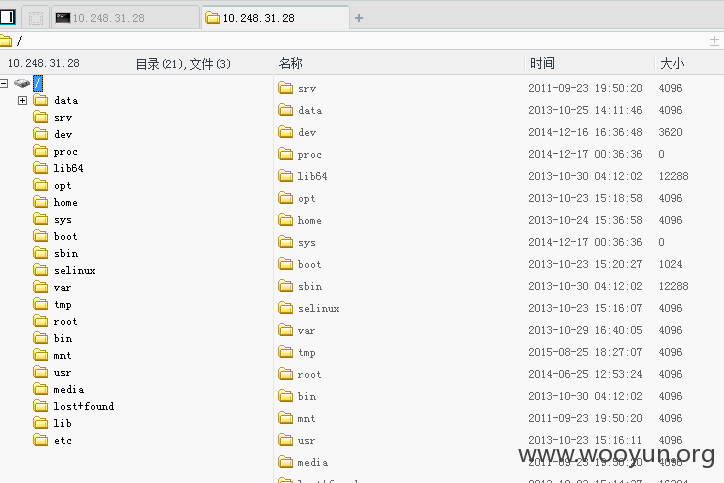 10.248.31.28 10.248.31.28
/
10.248.31.28 目录(21),文件(3) 名称 时间 大小
/
data
srv
dev
proc
lib64
opt
home
sys
boot
sbin
selinux
var
tmp
root
bin
mnt
usr
media
lost+found
lib
etc
srv 2011-09-23 19:50:20 4096
data 2013-10-25 14:11:46 4096
dev 2014-12-16 16:36:48 3620
proc 2014-12-17 00:36:36 0
lib64 2013-10-30 04:12:02 12288
opt 2013-10-23 15:18:58 4096
home 2013-10-24 15:36:58 4096
sys 2014-12-17 00:36:36 0
boot 2013-10-23 15:20:27 1024
sbin 2013-10-30 04:12:02 12288
selinux 2013-10-23 15:16:07 4096
var 2013-10-29 16:40:05 4096
tmp 2015-08-25 18:27:07 4096
root 2014-06-25 12:53:24 4096
bin 2013-10-30 04:12:02 4096
mnt 2011-09-23 19:50:20 4096
usr 2013-10-23 15:16:11 4096
media 2011-09-23 19:50:20 4096
www.wooyun.org